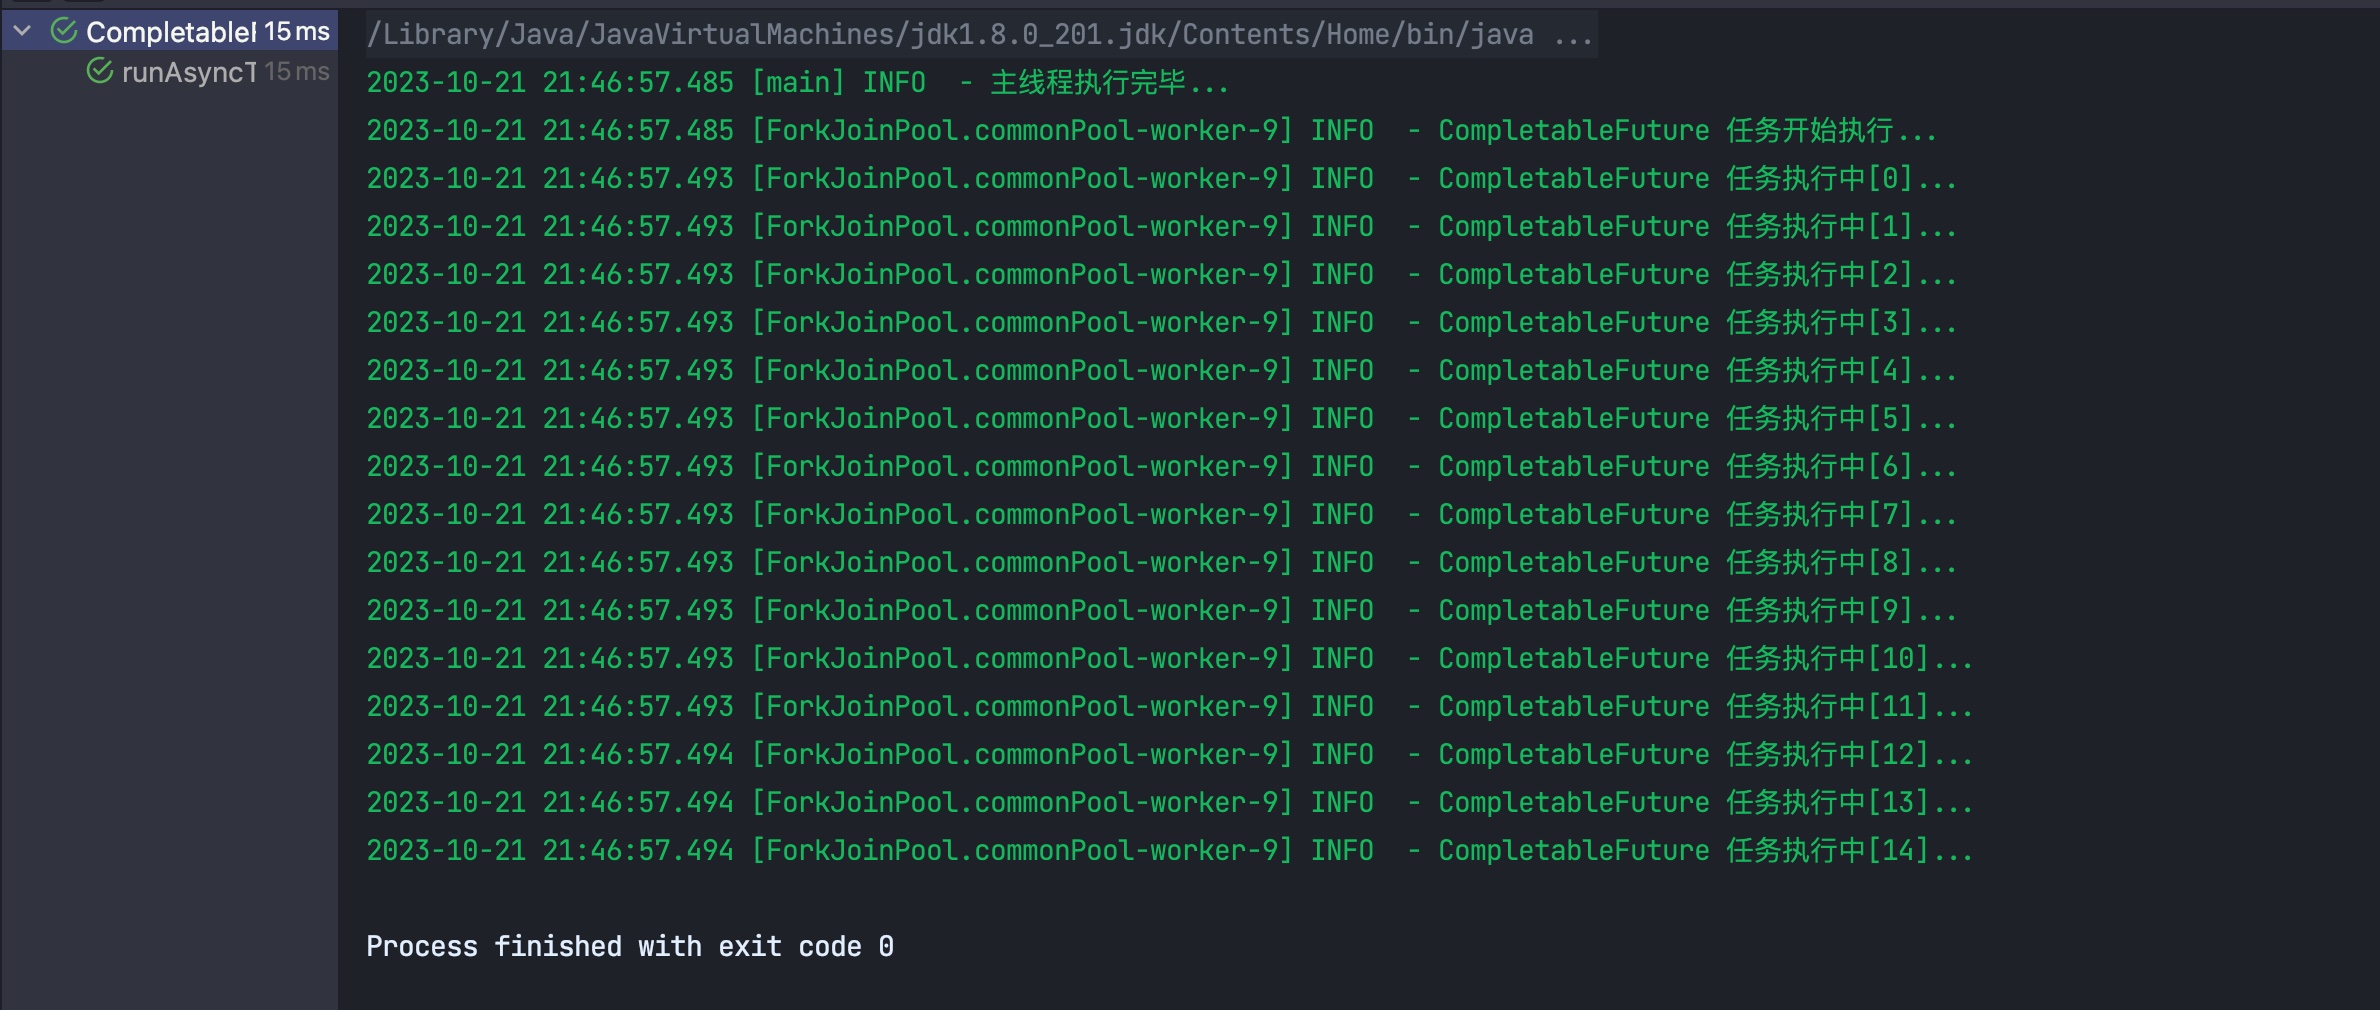 CompletableF 15 ms
runAsyncT 15 ms
/Library/Java/JavaVirtualMachines/jdk1.8.0_201.jdk/Contents/Home/bin/java ...
2023-10-21 21:46:57.485 [main] INFO  - 主线程执行完毕...
2023-10-21 21:46:57.485 [ForkJoinPool.commonPool-worker-9] INFO  - CompletableFuture 任务开始执行...
2023-10-21 21:46:57.493 [ForkJoinPool.commonPool-worker-9] INFO  - CompletableFuture 任务执行中[0]...
2023-10-21 21:46:57.493 [ForkJoinPool.commonPool-worker-9] INFO  - CompletableFuture 任务执行中[1]...
2023-10-21 21:46:57.493 [ForkJoinPool.commonPool-worker-9] INFO  - CompletableFuture 任务执行中[2]...
2023-10-21 21:46:57.493 [ForkJoinPool.commonPool-worker-9] INFO  - CompletableFuture 任务执行中[3]...
2023-10-21 21:46:57.493 [ForkJoinPool.commonPool-worker-9] INFO  - CompletableFuture 任务执行中[4]...
2023-10-21 21:46:57.493 [ForkJoinPool.commonPool-worker-9] INFO  - CompletableFuture 任务执行中[5]...
2023-10-21 21:46:57.493 [ForkJoinPool.commonPool-worker-9] INFO  - CompletableFuture 任务执行中[6]...
2023-10-21 21:46:57.493 [ForkJoinPool.commonPool-worker-9] INFO  - CompletableFuture 任务执行中[7]...
2023-10-21 21:46:57.493 [ForkJoinPool.commonPool-worker-9] INFO  - CompletableFuture 任务执行中[8]...
2023-10-21 21:46:57.493 [ForkJoinPool.commonPool-worker-9] INFO  - CompletableFuture 任务执行中[9]...
2023-10-21 21:46:57.493 [ForkJoinPool.commonPool-worker-9] INFO  - CompletableFuture 任务执行中[10]...
2023-10-21 21:46:57.493 [ForkJoinPool.commonPool-worker-9] INFO  - CompletableFuture 任务执行中[11]...
2023-10-21 21:46:57.494 [ForkJoinPool.commonPool-worker-9] INFO  - CompletableFuture 任务执行中[12]...
2023-10-21 21:46:57.494 [ForkJoinPool.commonPool-worker-9] INFO  - CompletableFuture 任务执行中[13]...
2023-10-21 21:46:57.494 [ForkJoinPool.commonPool-worker-9] INFO  - CompletableFuture 任务执行中[14]...
Process finished with exit code 0